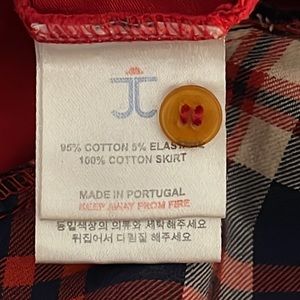 95% COTTON 5% ELAS
100% COTTON SKIRT
MADE IN PORTUGAL
KEEP AWAY FROM FIRE
동일색상의 의류와 세탁해주세요
뒤집어서 다림질 해주세요